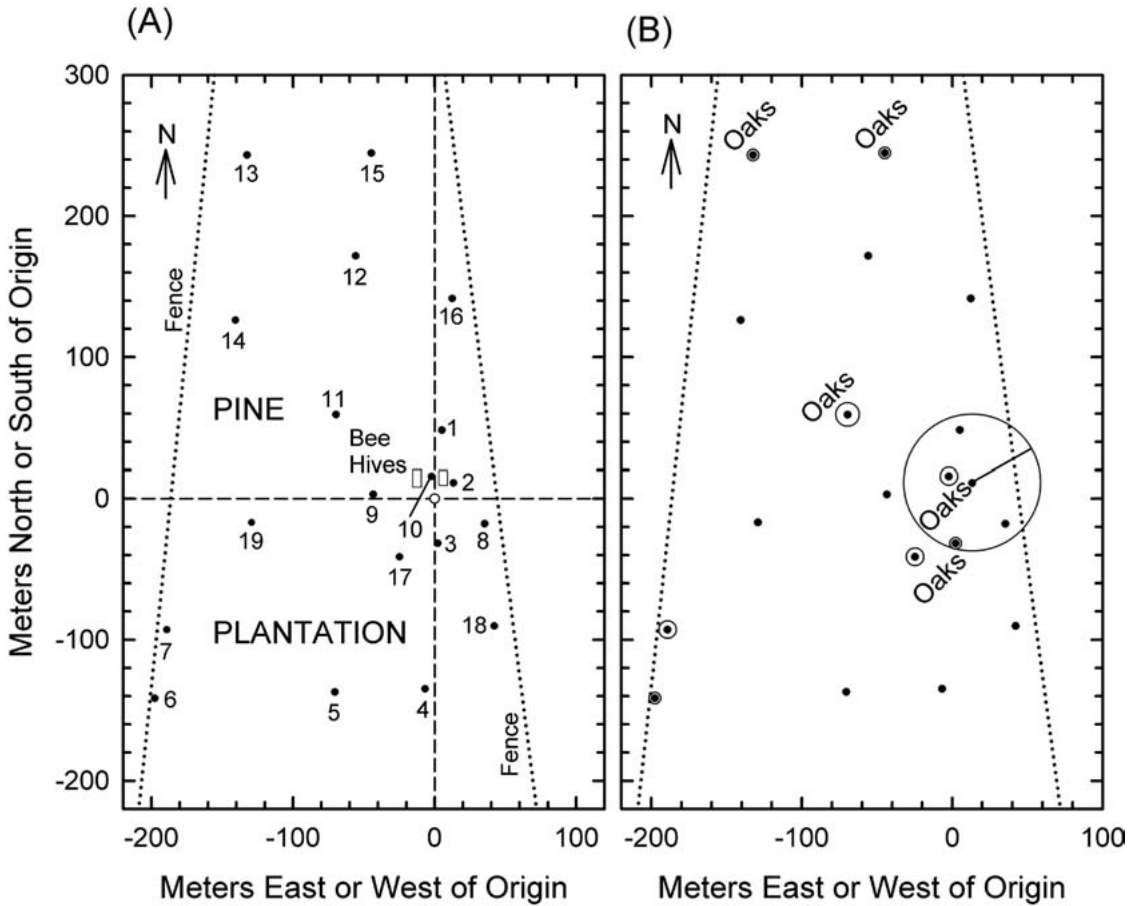 (A)
(B)
Meters North or South of Origin
300
200
100
0
-100
-200
N
13
15
12
16
14
Fence
11
PINE
1
Bee
Hives
2
9
10
3
8
19
17
PLANTATION
18
7
6
5
4
Fence
-200
-100
0
100
Meters East or West of Origin
N
Oaks
Oaks
Oaks
Oaks
Oaks
-200
-100
0
100
Meters East or West of Origin